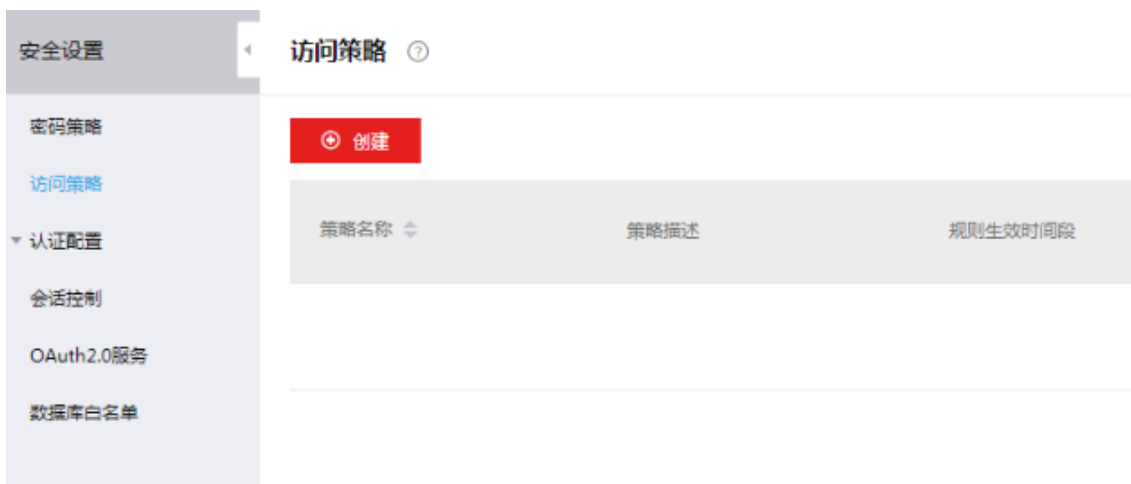 安全设置
密码策略
访问策略
认证配置
会话控制
OAuth2.0服务
数据库白名单
访问策略
创建
策略名称 策略描述 规则生效时间段